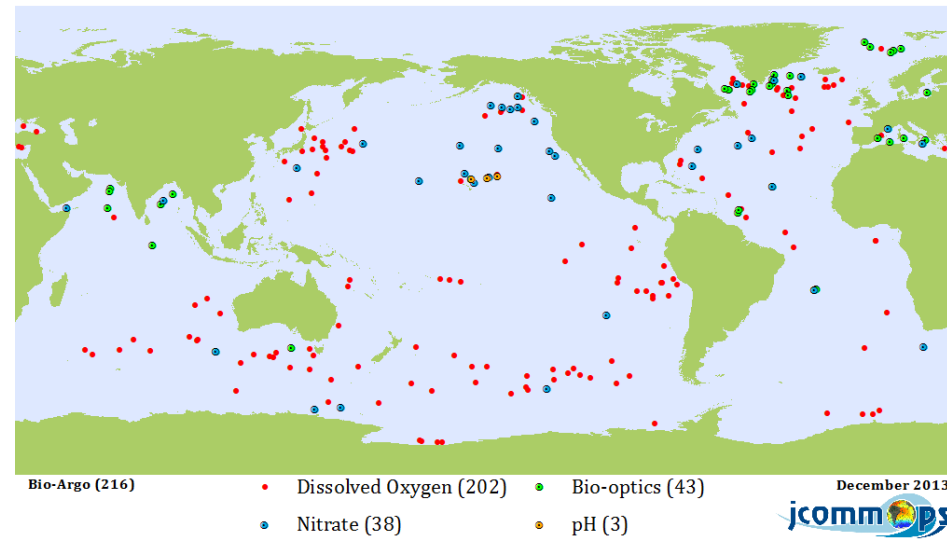 Bio-Argo (216)
Dissolved Oxygen (202)
Bio-optics (43)
December 2013
Nitrate (38)
pH (3)
jcommops